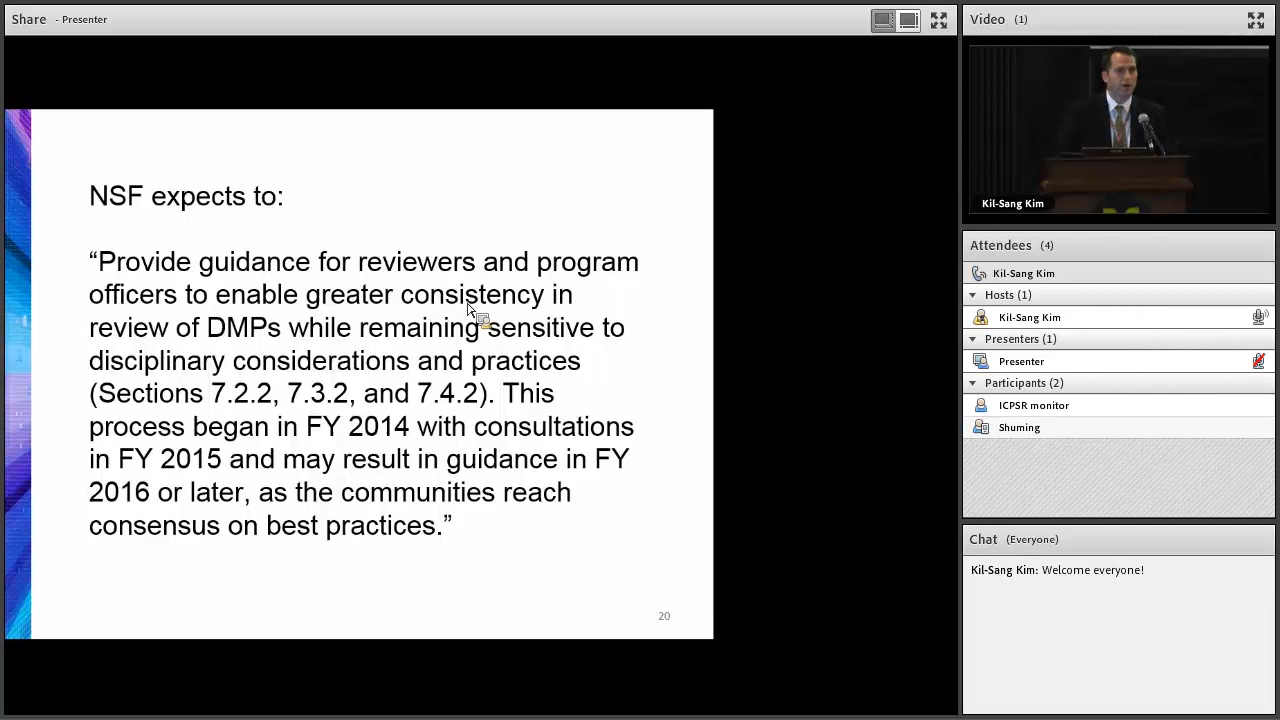 Share - Presenter
NSF expects to:
“Provide guidance for reviewers and program
officers to enable greater consistency in
review of DMPs while remaining sensitive to
disciplinary considerations and practices
(Sections 7.2.2, 7.3.2, and 7.4.2). This
process began in FY 2014 with consultations
in FY 2015 and may result in guidance in FY
2016 or later, as the communities reach
consensus on best practices.”
20
Video (1)
Kil-Sang Kim
Attendees (4)
Kil-Sang Kim
Hosts (1)
Kil-Sang Kim
Presenters (1)
Presenter
Participants (2)
ICPSR monitor
Shuming
Chat (Everyone)
Kil-Sang Kim: Welcome everyone!